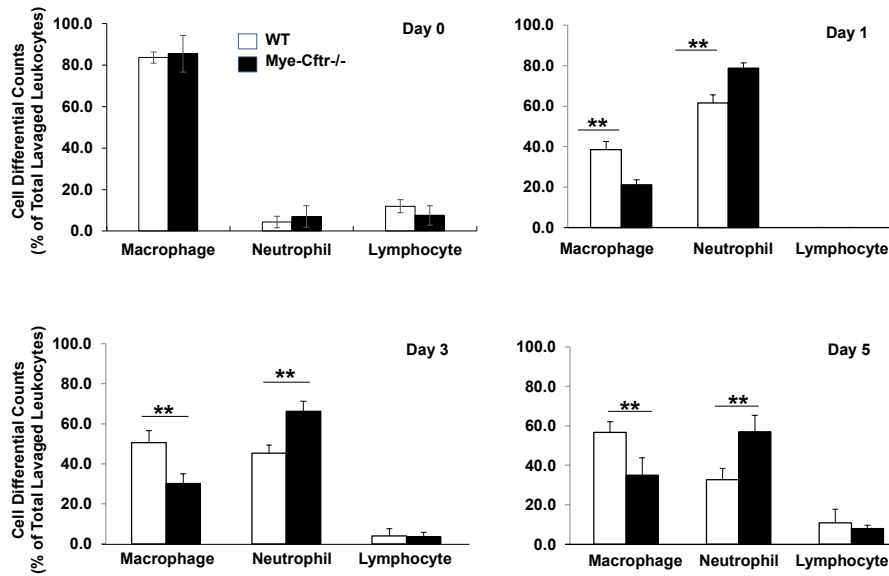 Cell Differential Counts
(% of Total Lavaged Leukocytes)
100.0
80.0
60.0
40.0
20.0
0.0
WT
Mye-Cftr-/-
Day 0
**
Macrophage Neutrophil Lymphocyte
100.0
80.0
60.0
40.0
20.0
0.0
Day 1
**
**
Macrophage Neutrophil Lymphocyte
Cell Differential Counts
(% of Total Lavaged Leukocytes)
100.0
80.0
60.0
40.0
20.0
0.0
Day 3
**
**
Macrophage Neutrophil Lymphocyte
100.0
80.0
60.0
40.0
20.0
0.0
Day 5
**
**
Macrophage Neutrophil Lymphocyte